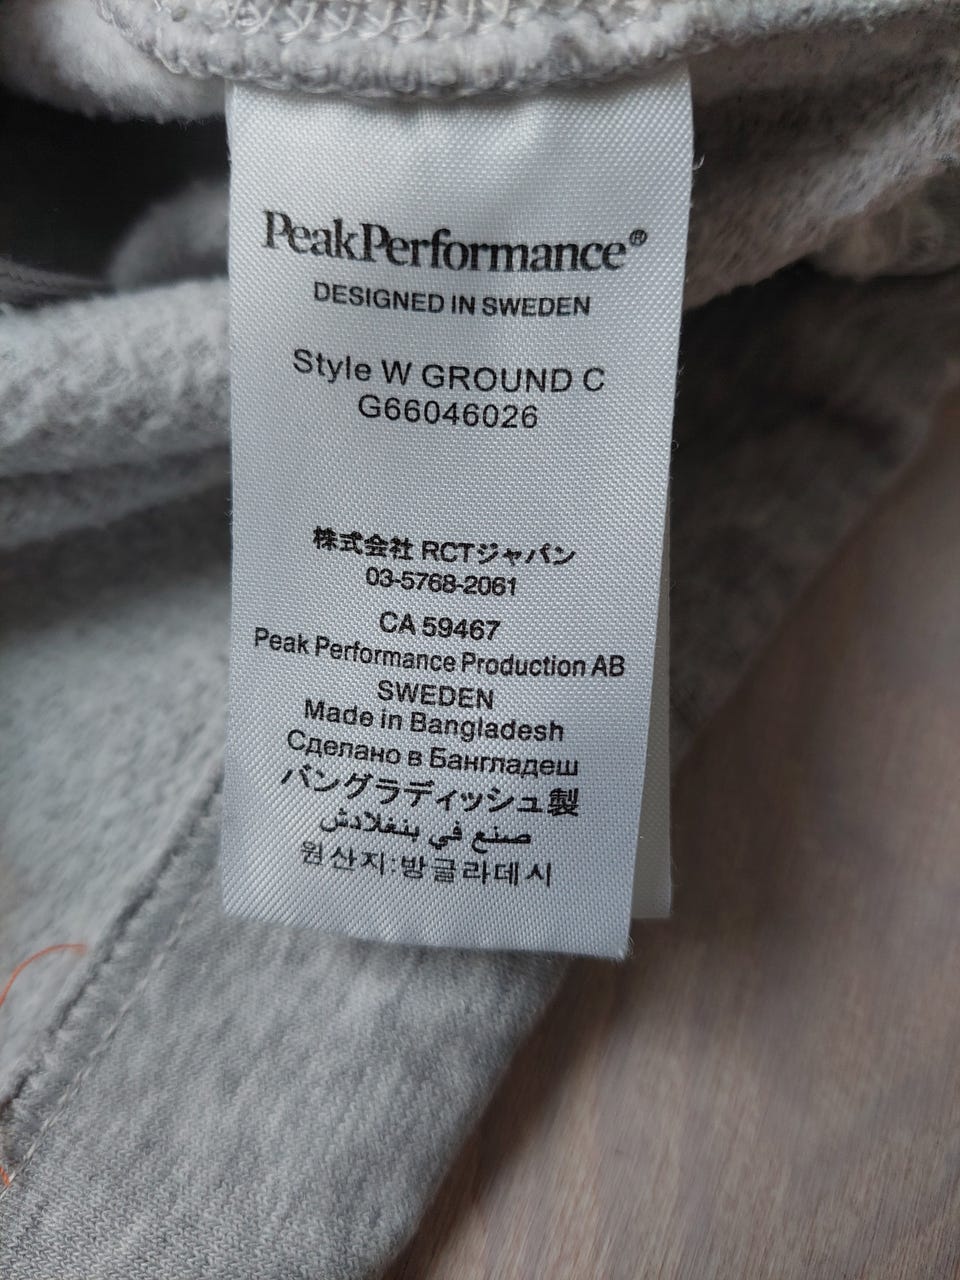 PeakPerformance®
DESIGNED IN SWEDEN
Style W GROUND C
G66046026
株式会社 RCTジャパン
03-5768-2061
CA 59467
Peak Performance Production AB
SWEDEN
Made in Bangladesh
Сделано в Бангладеш
バングラディッシュ製
صنع في بنغلادش
원산지:방글라데시